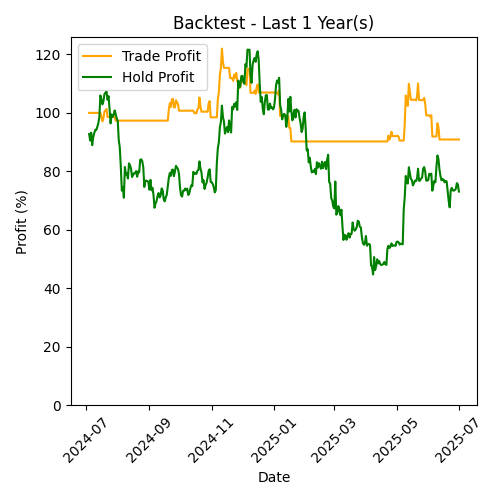 Backtest - Last 1 Year(s)
Trade Profit
Hold Profit
Profit (%)
120
100
80
60
40
20
0
2024-07
2024-09
2024-11
2025-01
2025-03
2025-05
2025-07
Date